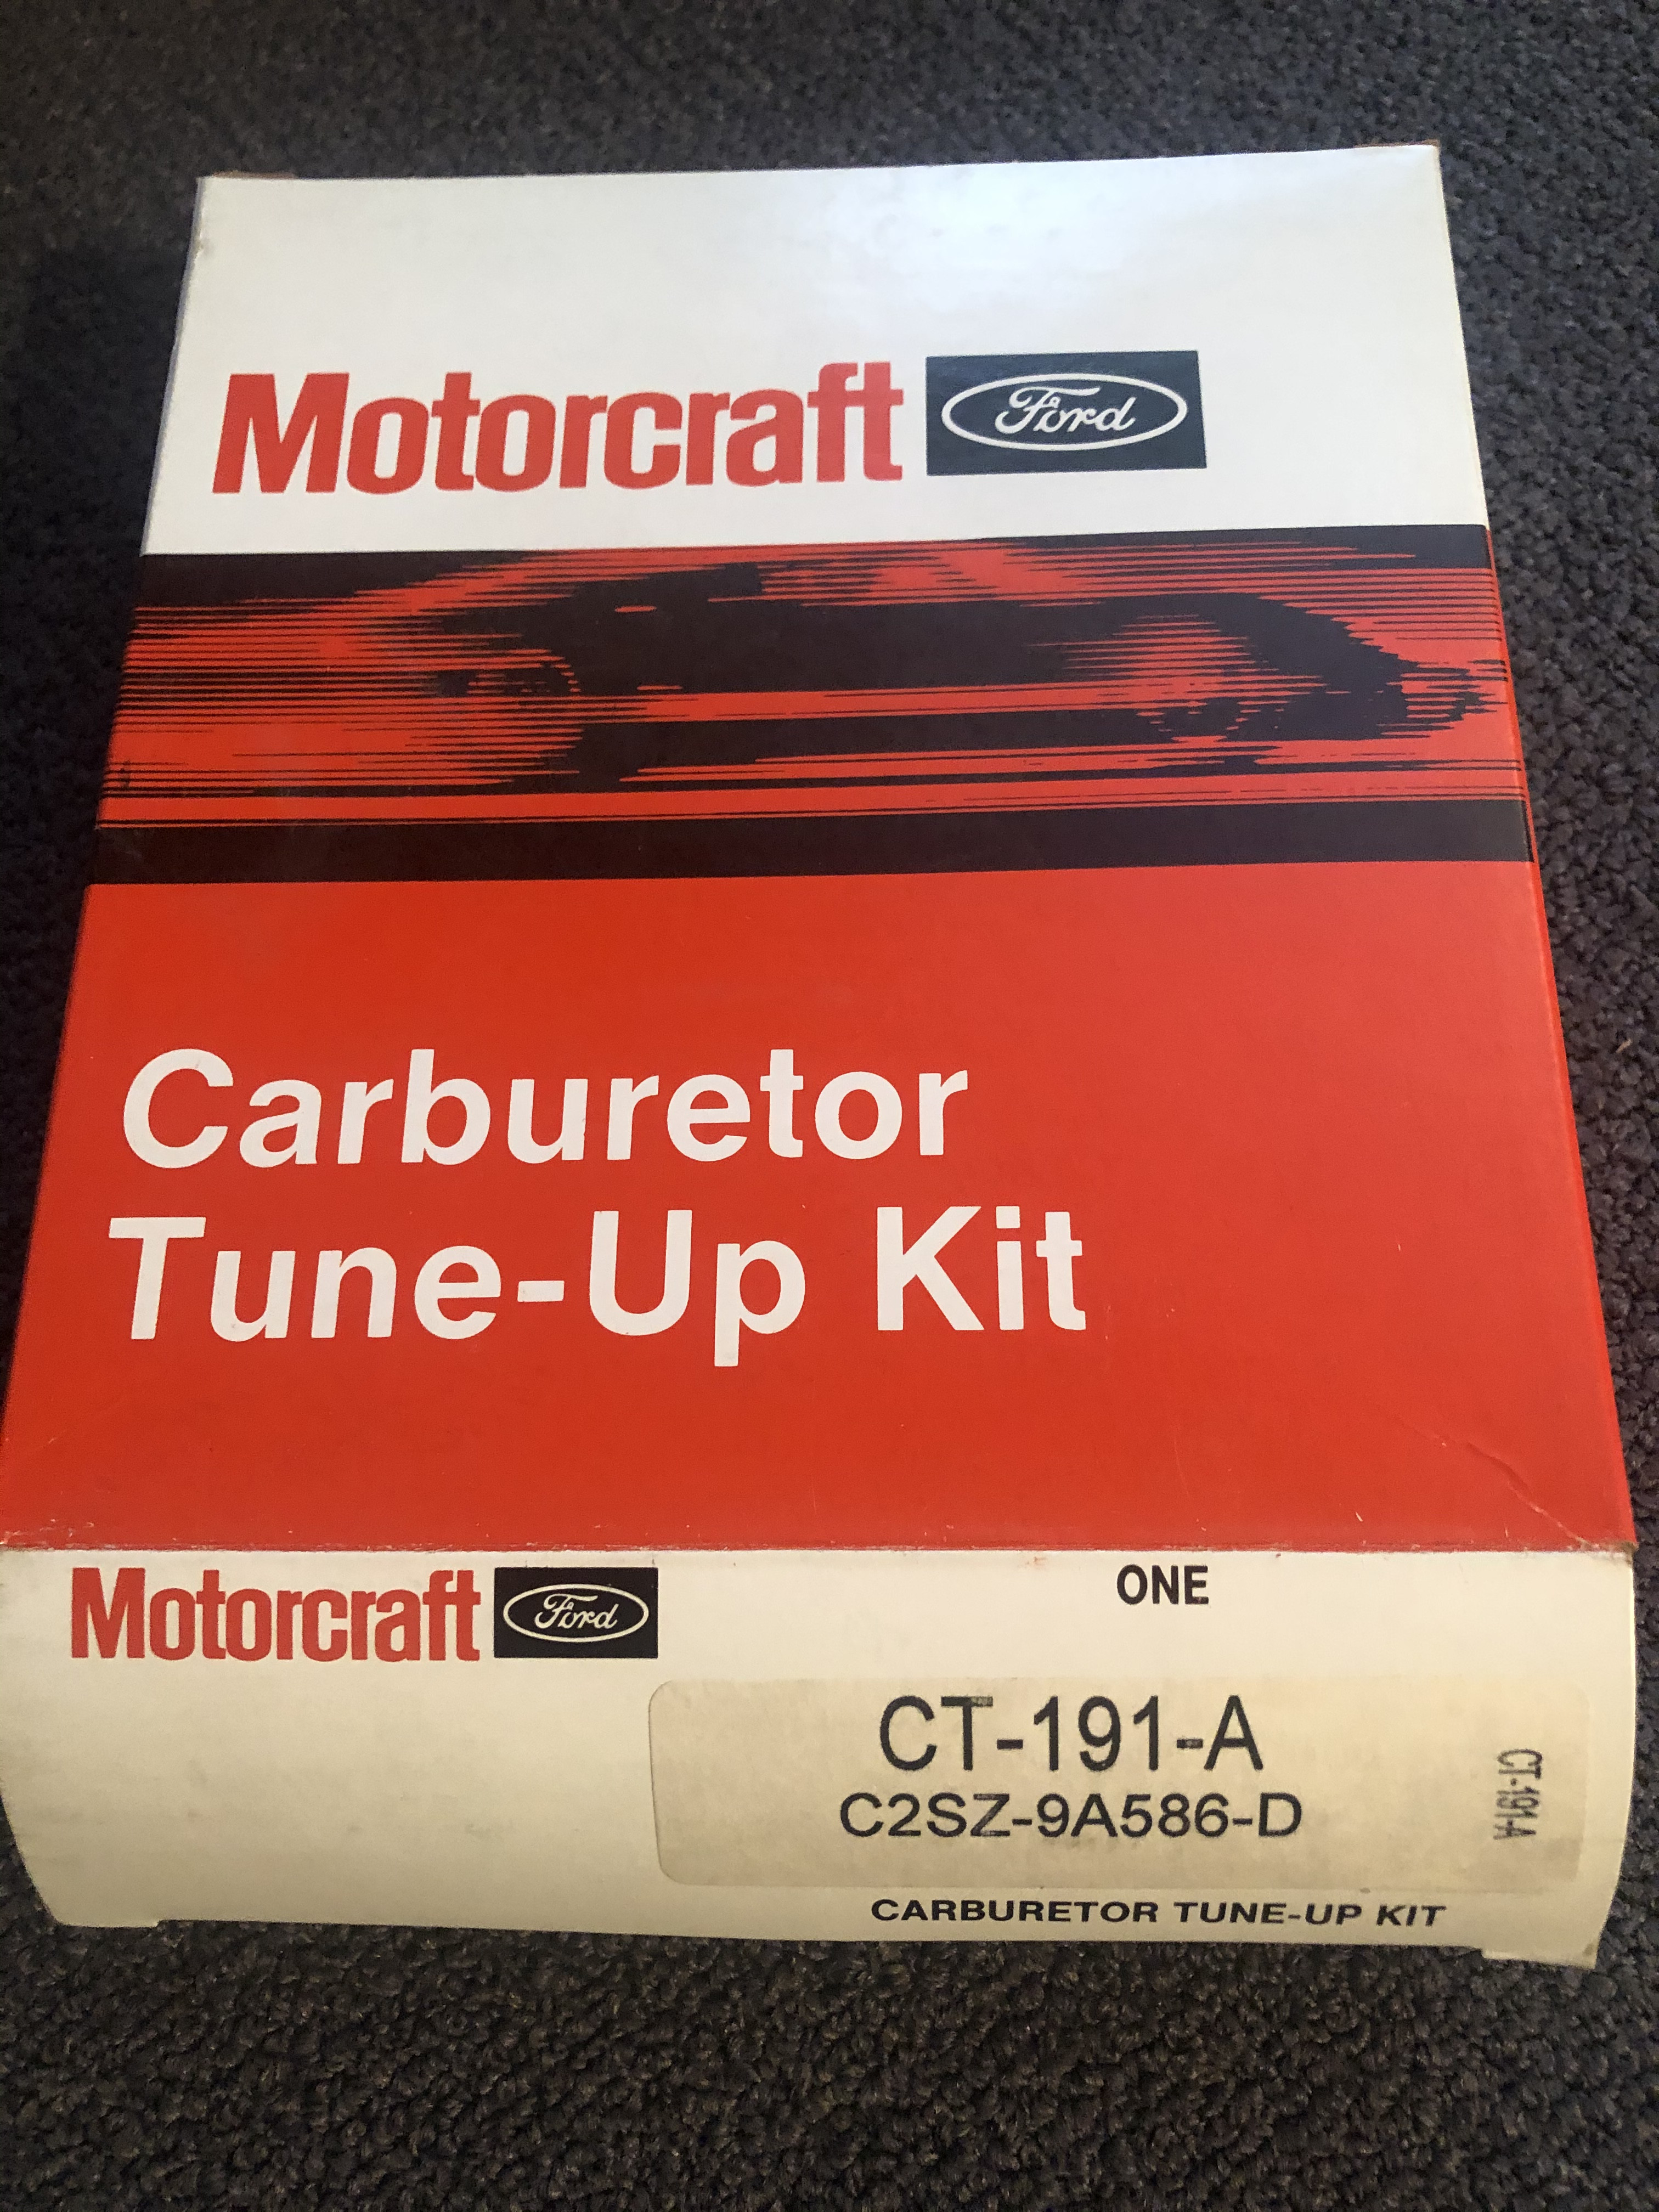 Motorcraft Ford
Carburetor
Tune-Up Kit
Motorcraft Ford
ONE
CT-191-A
C2SZ-9A586-D
CT-191-A
CARBURETOR TUNE-UP KIT